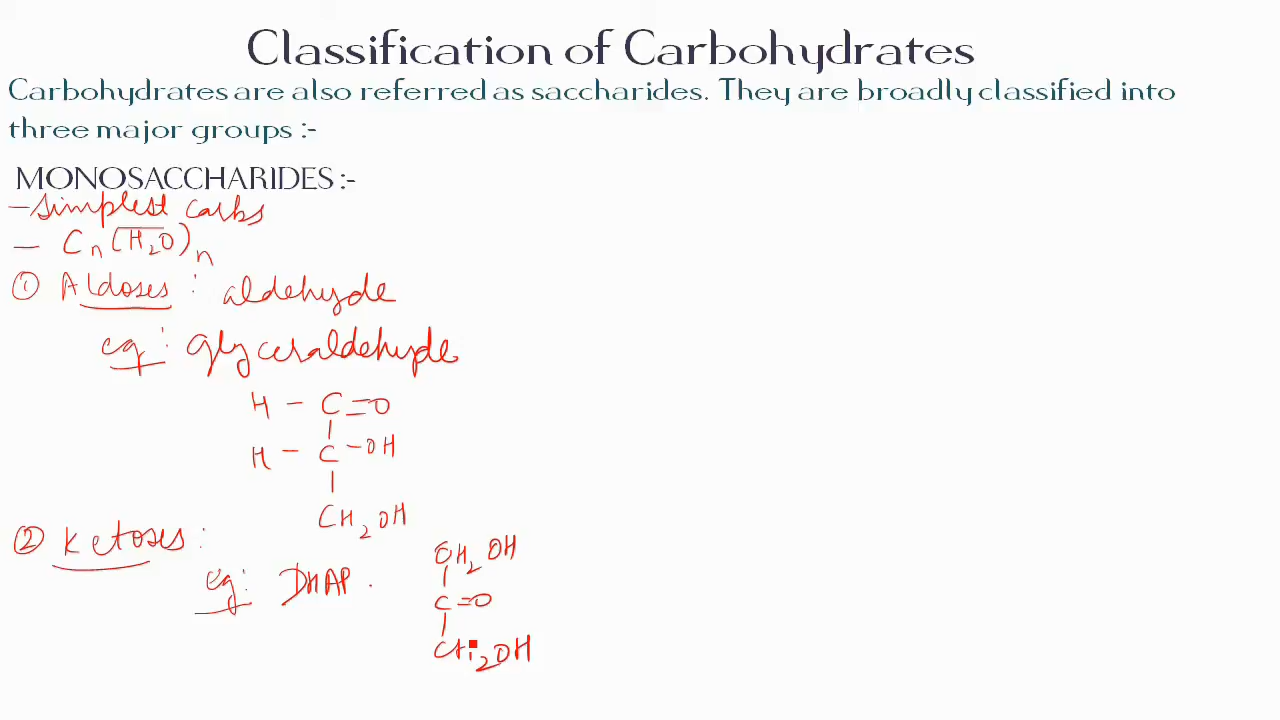 Classification of Carbohydrates
Carbohydrates are also referred as saccharides. They are broadly classified into
three major groups :-
MONOSACCHARIDES :-
- Simplest carbs
- Cn(H2O)n
① Aldoses : aldehyde
eg : glyceraldehyde
H - C = O
H - C - OH
CH2OH
② Ketoses :
eg : DHAP .
CH2OH
C = O
CH2OH